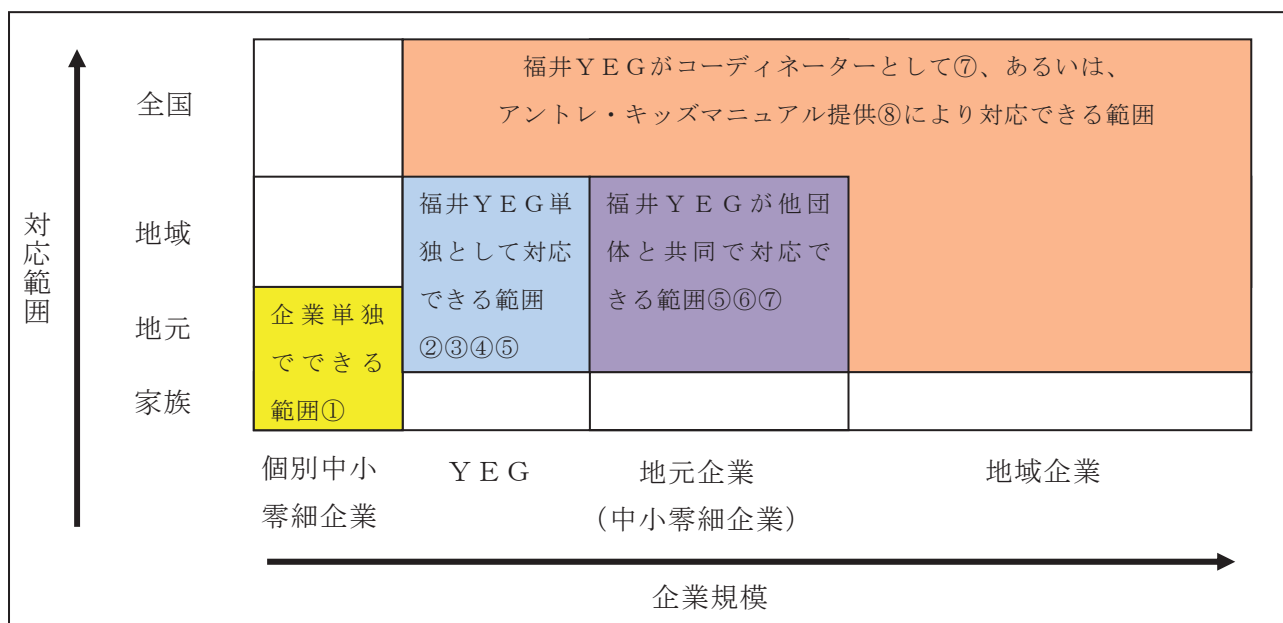 福井ＹＥＧがコーディネーターとして⑦、あるいは、
アントレ・キッズマニュアル提供⑧により対応できる範囲
全国
福井ＹＥＧ単
独として対応
できる範囲
②③④⑤
福井ＹＥＧが他団
体と共同で対応で
きる範囲⑤⑥⑦
対応範囲
地域
地元
家族
企業単独
でできる
範囲①
個別中小
零細企業
ＹＥＧ
地元企業
（中小零細企業）
地域企業
企業規模